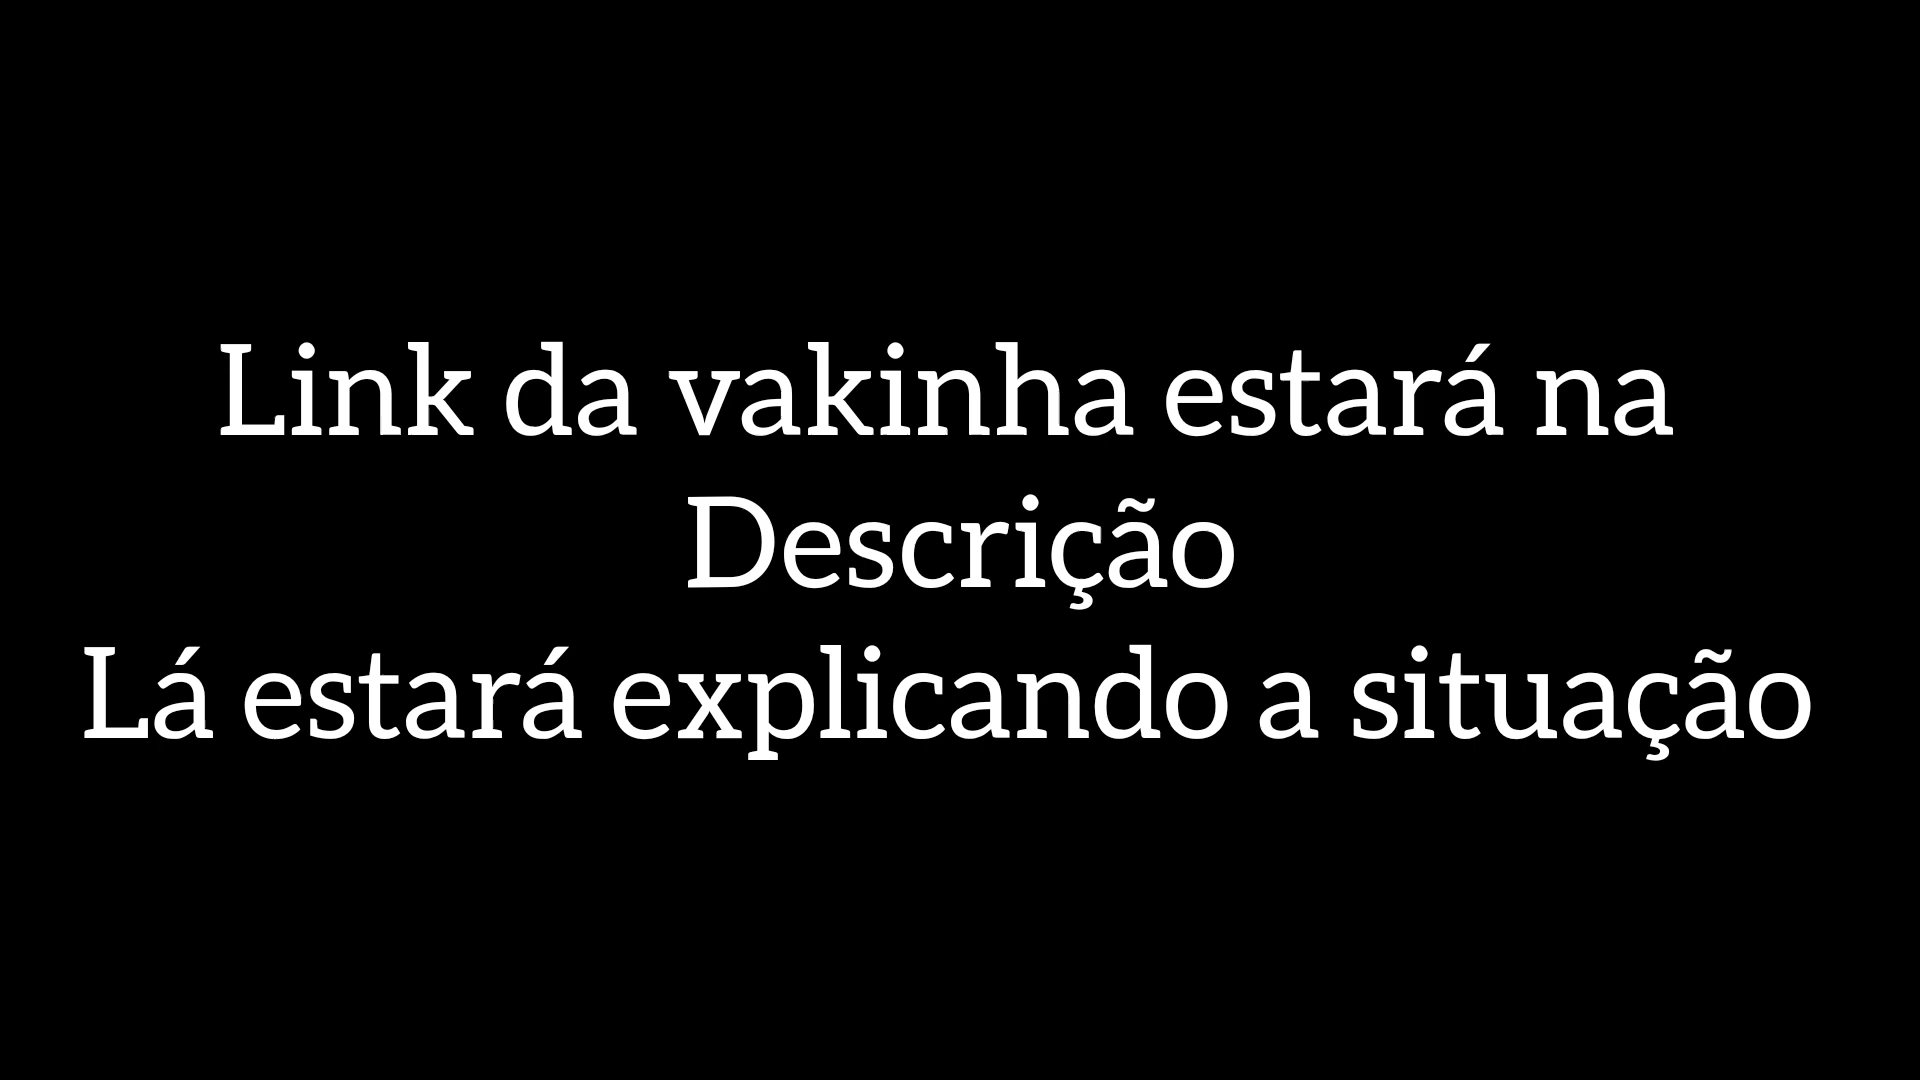 Link da vakinha estará na
Descrição
Lá estará explicando a situação